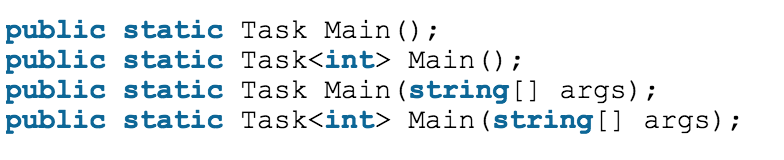 public static Task Main();
public static Task<int> Main();
public static Task Main(string[] args);
public static Task<int> Main(string[] args);